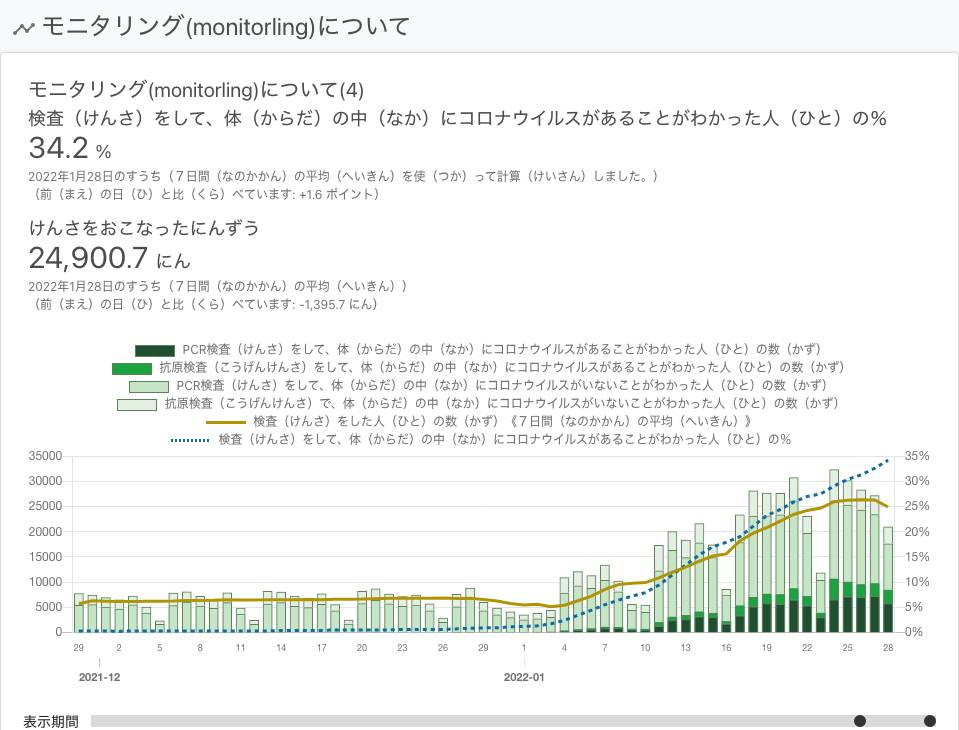 モニタリング(monitorling)について
モニタリング(monitorling)について(4)
検査（けんさ）をして、体（からだ）の中（なか）にコロナウイルスがあることがわかった人（ひと）の%
34.2 %
2022年1月28日のすうち（７日間（なのかかん）の平均（へいきん）を使（つか）って計算（けいさん）しました。）
（前（まえ）の日（ひ）と比（くら）べています: +1.6 ポイント）
けんさをおこなったにんずう
24,900.7 にん
2022年1月28日のすうち（７日間（なのかかん）の平均（へいきん））
（前（まえ）の日（ひ）と比（くら）べています: -1,395.7 にん）
PCR検査（けんさ）をして、体（からだ）の中（なか）にコロナウイルスがあることがわかった人（ひと）の数（かず）
抗原検査（こうげんけんさ）をして、体（からだ）の中（なか）にコロナウイルスがあることがわかった人（ひと）の数（かず）
PCR検査（けんさ）をして、体（からだ）の中（なか）にコロナウイルスがいないことがわかった人（ひと）の数（かず）
抗原検査（こうげんけんさ）で、体（からだ）の中（なか）にコロナウイルスがいないことがわかった人（ひと）の数（かず）
検査（けんさ）をした人（ひと）の数（かず）《７日間（なのかかん）の平均（へいきん）》
検査（けんさ）をして、体（からだ）の中（なか）にコロナウイルスがあることがわかった人（ひと）の%
35000 35%
30000 30%
25000 25%
20000 20%
15000 15%
10000 10%
5000 5%
0 0%
29 2 5 8 11 14 17 20 23 26 29 1 4 7 10 13 16 19 22 25 28
2021-12 2022-01
表示期間